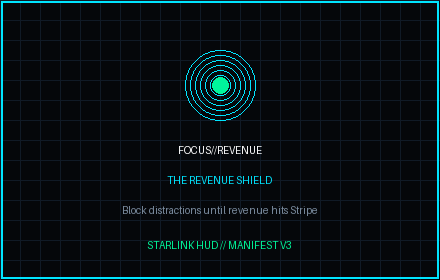 FOCUS//REVENUE
THE REVENUE SHIELD
Block distractions until revenue hits Stripe
STARLINK HUD // MANIFEST V3